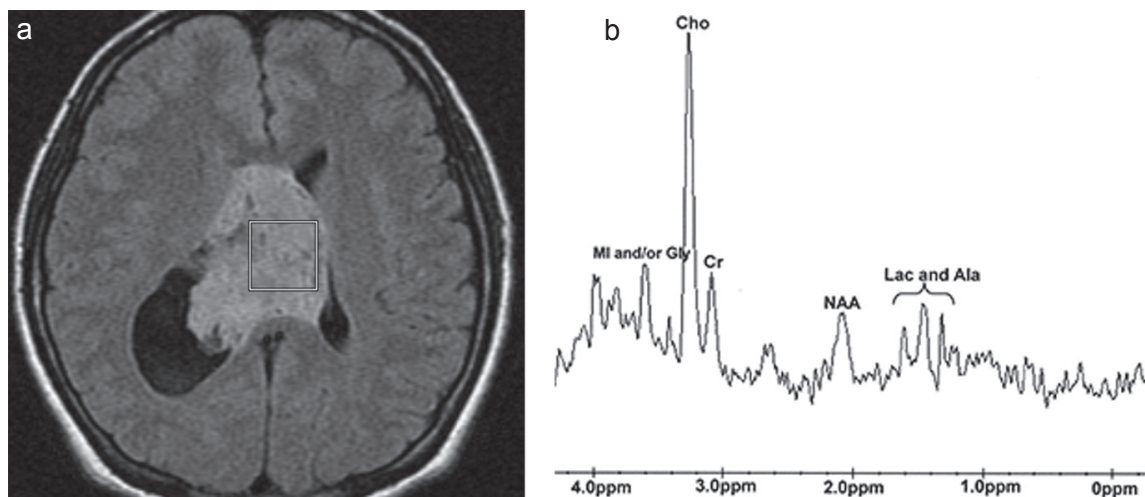 a
b
Cho
MI and/or Gly
Cr
NAA
Lac and Ala
4.0ppm 3.0ppm 2.0ppm 1.0ppm 0ppm